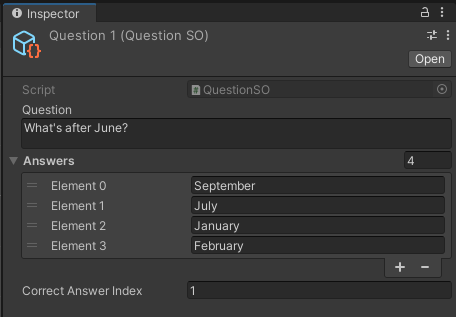 Inspector
Question 1 (Question SO)
Open
Script QuestionSO
Question
What's after June?
Answers 4
Element 0 September
Element 1 July
Element 2 January
Element 3 February
Correct Answer Index 1